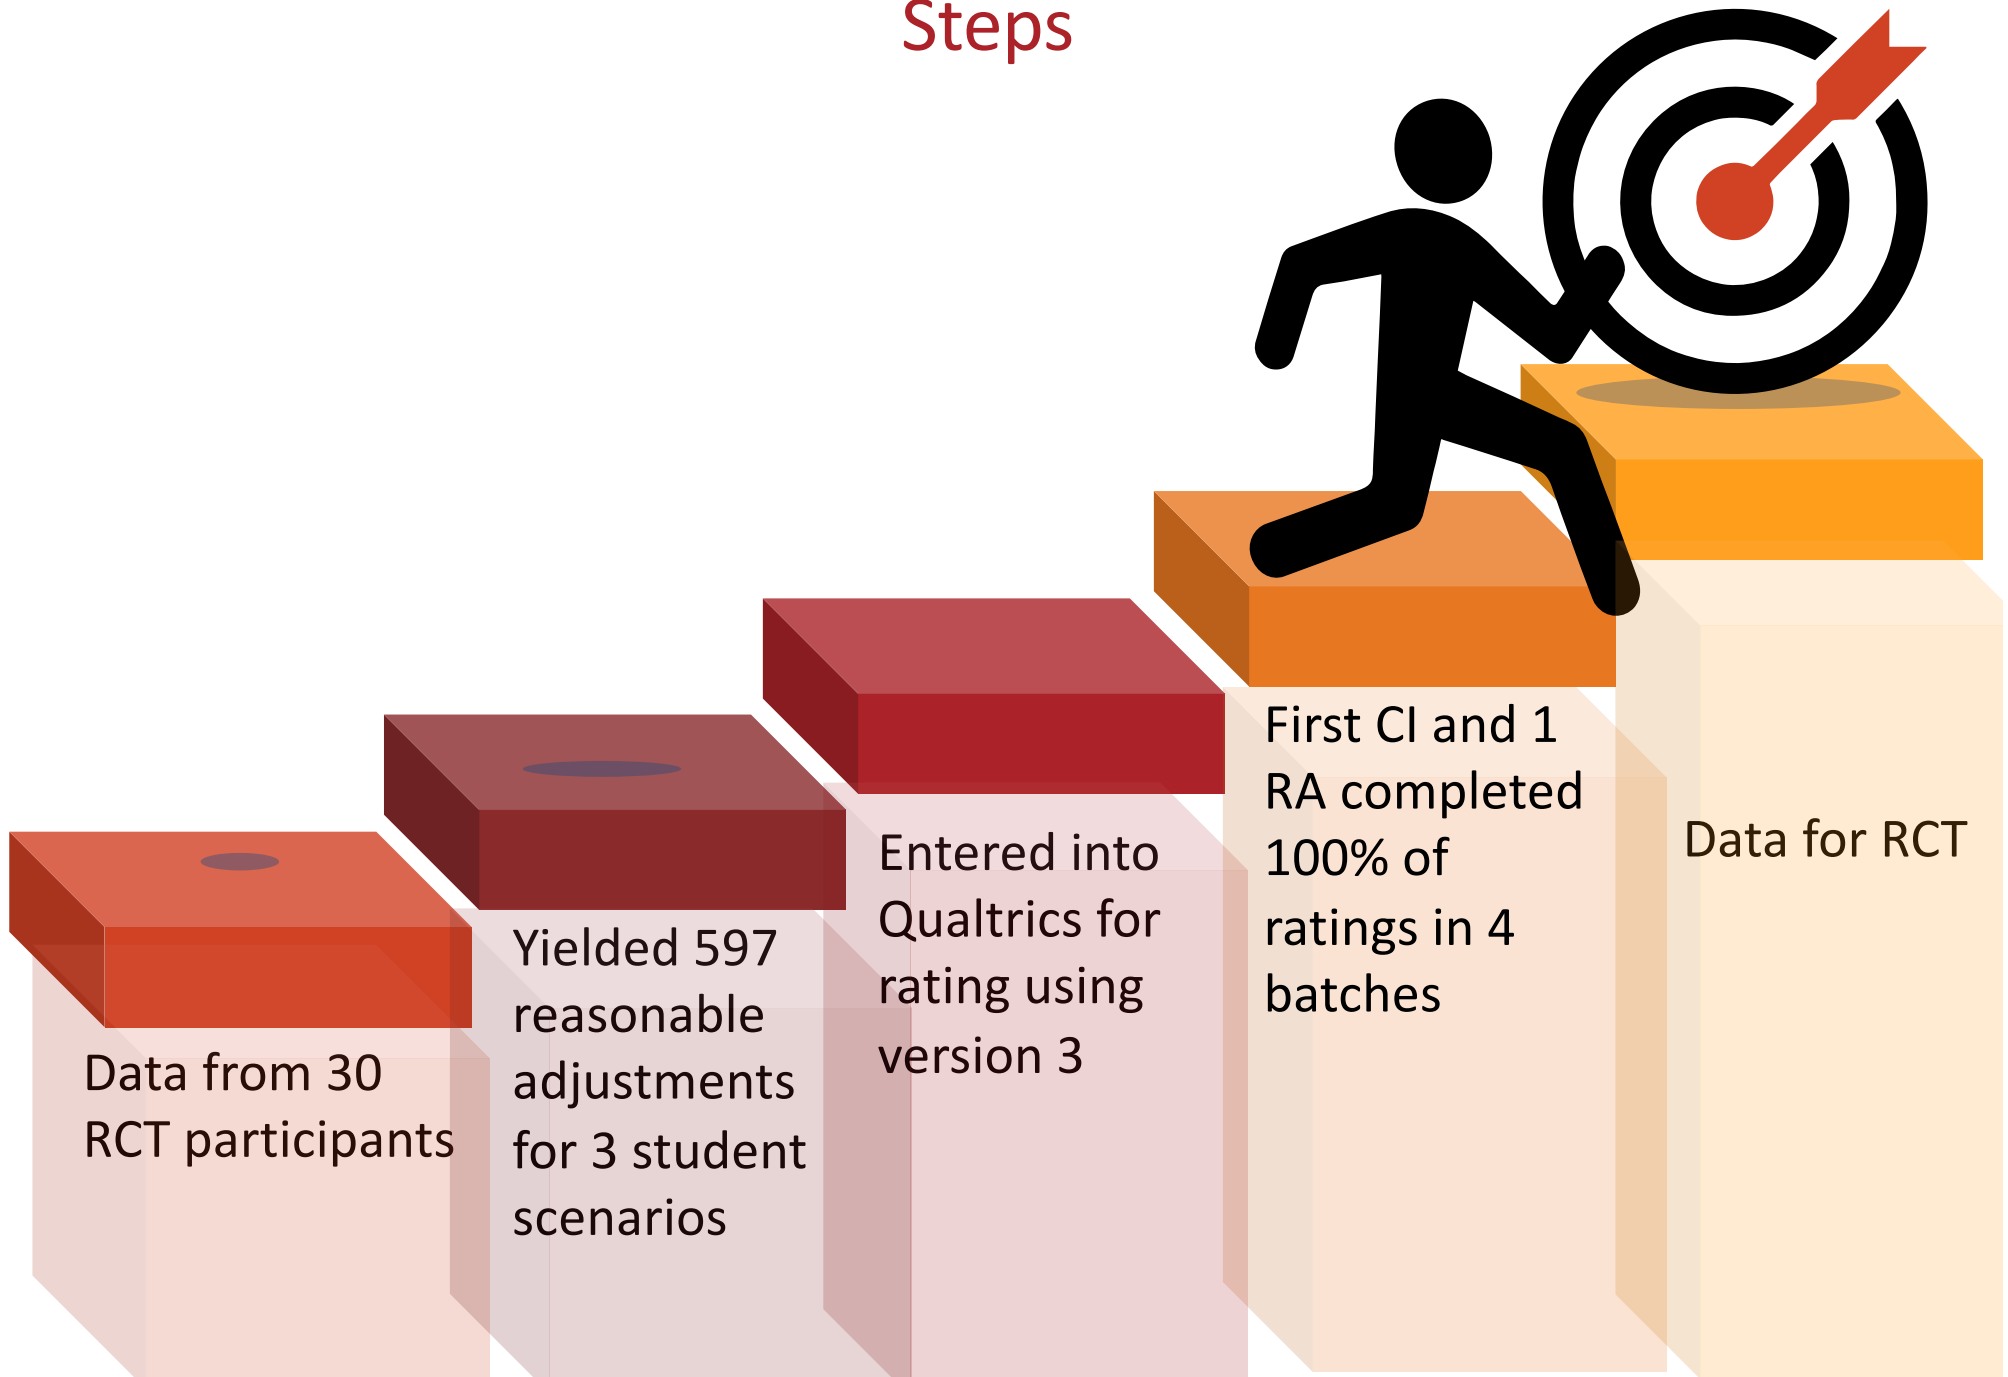 Steps
Data from 30
RCT participants
Yielded 597
reasonable
adjustments
for 3 student
scenarios
Entered into
Qualtrics for
rating using
version 3
First CI and 1
RA completed
100% of
ratings in 4
batches
Data for RCT